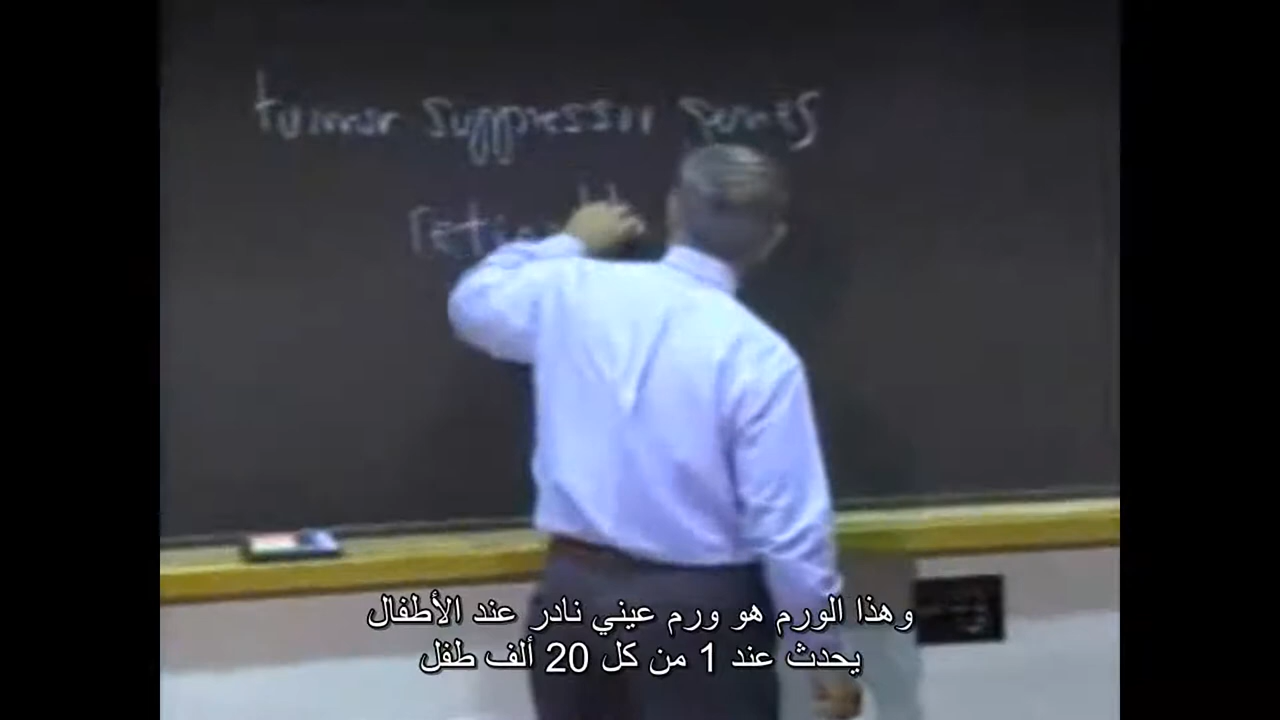 tumor suppressor genes
retin
وهذا الورم هو ورم عيني نادر عند الأطفال
يحدث عند 1 من كل 20 ألف طفل